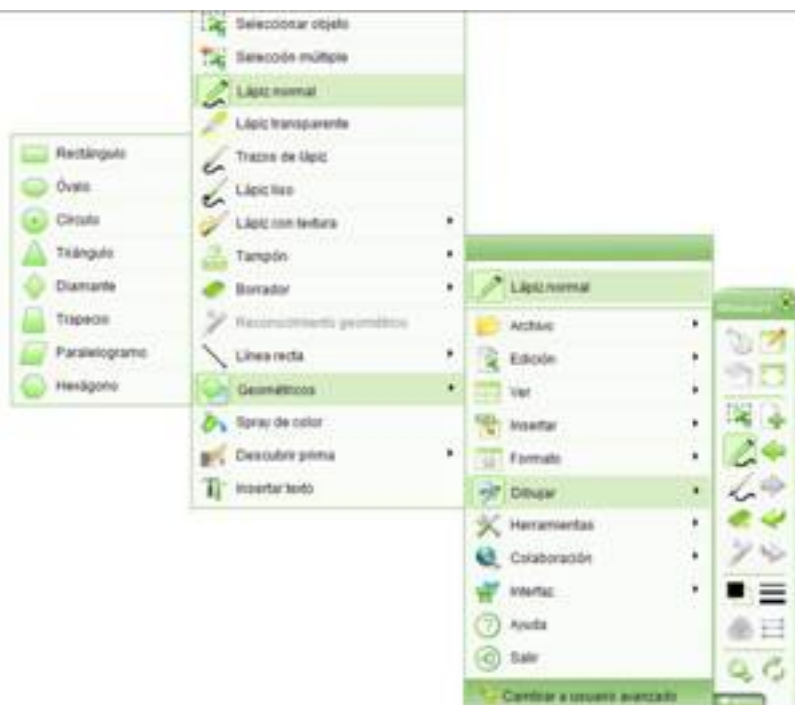 Seleccionar objeto
Selección múltiple
Lápiz normal
Lápiz transparente
Trazos de lápiz
Lápiz liso
Lápiz con textura
Tampón
Borrador
Reconocimiento geométrico
Línea recta
Geométricos
Spray de color
Descubrir prima
Insertar texto
Rectángulo
Óvalo
Círculo
Triángulo
Diamante
Trapecio
Paralelogramo
Hexágono
Lápiz normal
Archivo
Edición
Ver
Insertar
Formato
Dibujar
Herramientas
Colaboración
Interfaz
Ayuda
Salir
Cambiar a usuario avanzado